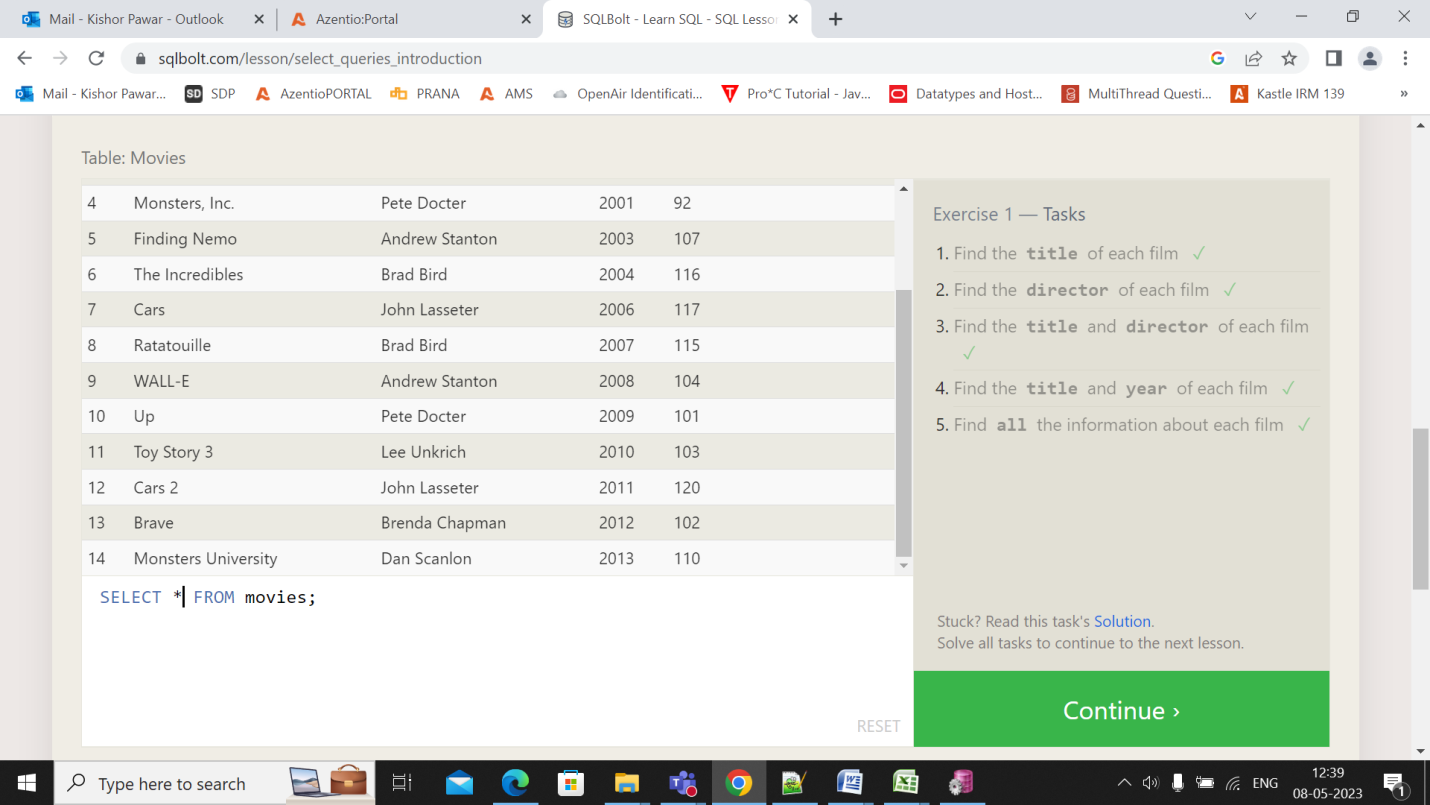 Mail - Kishor Pawar - Outlook
Azentio:Portal
SQLBolt - Learn SQL - SQL Lesson
sqlbolt.com/lesson/select_queries_introduction
Mail - Kishor Pawar...
SD SDP
AzentioPORTAL
PRANA
AMS
OpenAir Identificati...
Pro*C Tutorial - Jav...
Datatypes and Host...
MultiThread Questi...
Kastle IRM 139
»
Table: Movies
4 Monsters, Inc. Pete Docter 2001 92
5 Finding Nemo Andrew Stanton 2003 107
6 The Incredibles Brad Bird 2004 116
7 Cars John Lasseter 2006 117
8 Ratatouille Brad Bird 2007 115
9 WALL-E Andrew Stanton 2008 104
10 Up Pete Docter 2009 101
11 Toy Story 3 Lee Unkrich 2010 103
12 Cars 2 John Lasseter 2011 120
13 Brave Brenda Chapman 2012 102
14 Monsters University Dan Scanlon 2013 110
SELECT * FROM movies;
RESET
Exercise 1 — Tasks
1. Find the title of each film ✓
2. Find the director of each film ✓
3. Find the title and director of each film
✓
4. Find the title and year of each film ✓
5. Find all the information about each film ✓
Stuck? Read this task's Solution.
Solve all tasks to continue to the next lesson.
Continue ›
Type here to search
ENG
12:39
08-05-2023
1